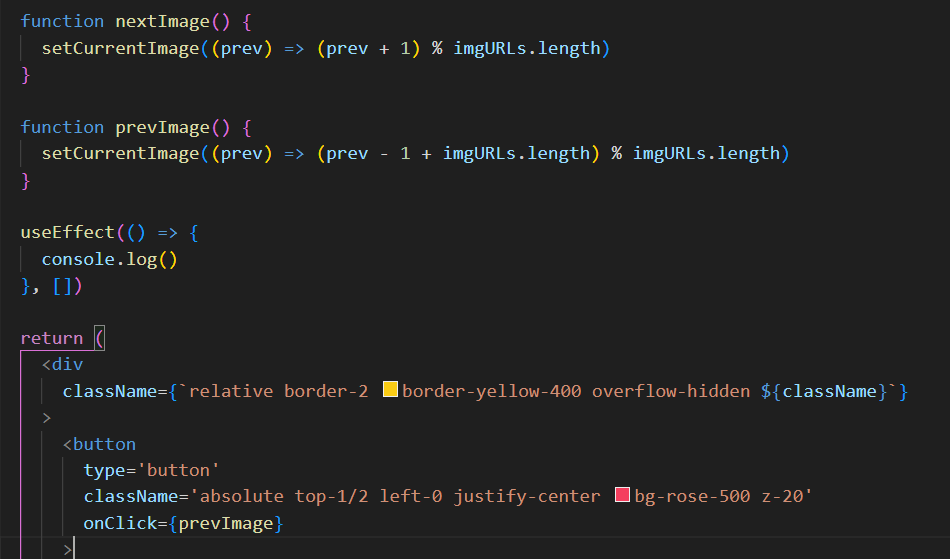 function nextImage() {
  setCurrentImage((prev) => (prev + 1) % imgURLs.length)
}

function prevImage() {
  setCurrentImage((prev) => (prev - 1 + imgURLs.length) % imgURLs.length)
}

useEffect(() => {
  console.log()
}, [])

return (
  <div
    className={`relative border-2 border-yellow-400 overflow-hidden ${className}`}
  >
    <button
      type='button'
      className='absolute top-1/2 left-0 justify-center bg-rose-500 z-20'
      onClick={prevImage}
    >